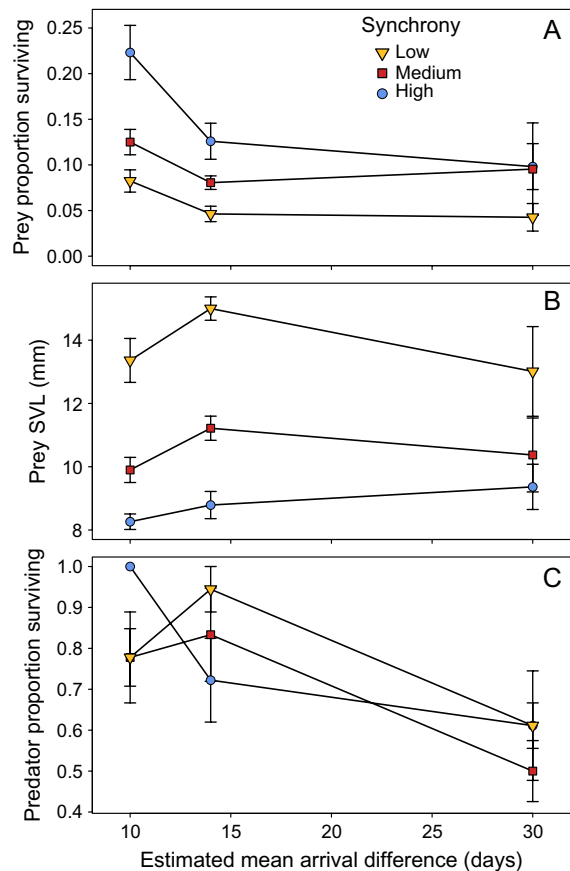 A
Synchrony
Low
Medium
High
Prey proportion surviving
0.25
0.20
0.15
0.10
0.05
0.00
B
Prey SVL (mm)
14
12
10
8
C
Predator proportion surviving
1.0
0.9
0.8
0.7
0.6
0.5
0.4
10 15 20 25 30
Estimated mean arrival difference (days)